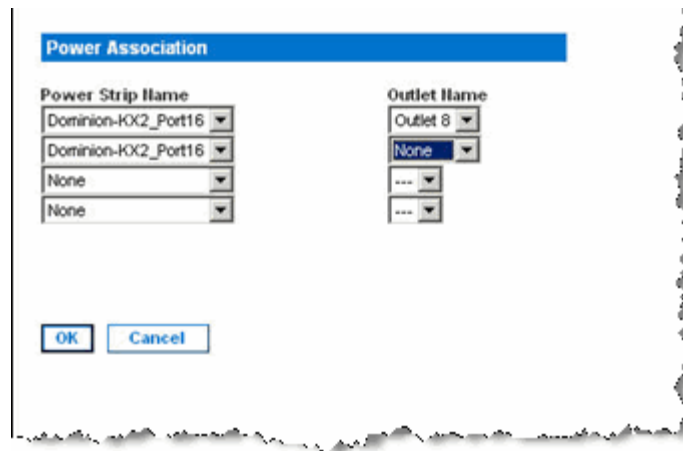 Power Association
Power Strip Name Outlet Name
Dominion-KX2_Port16 Outlet 8
Dominion-KX2_Port16 None
None ---
None ---
OK Cancel